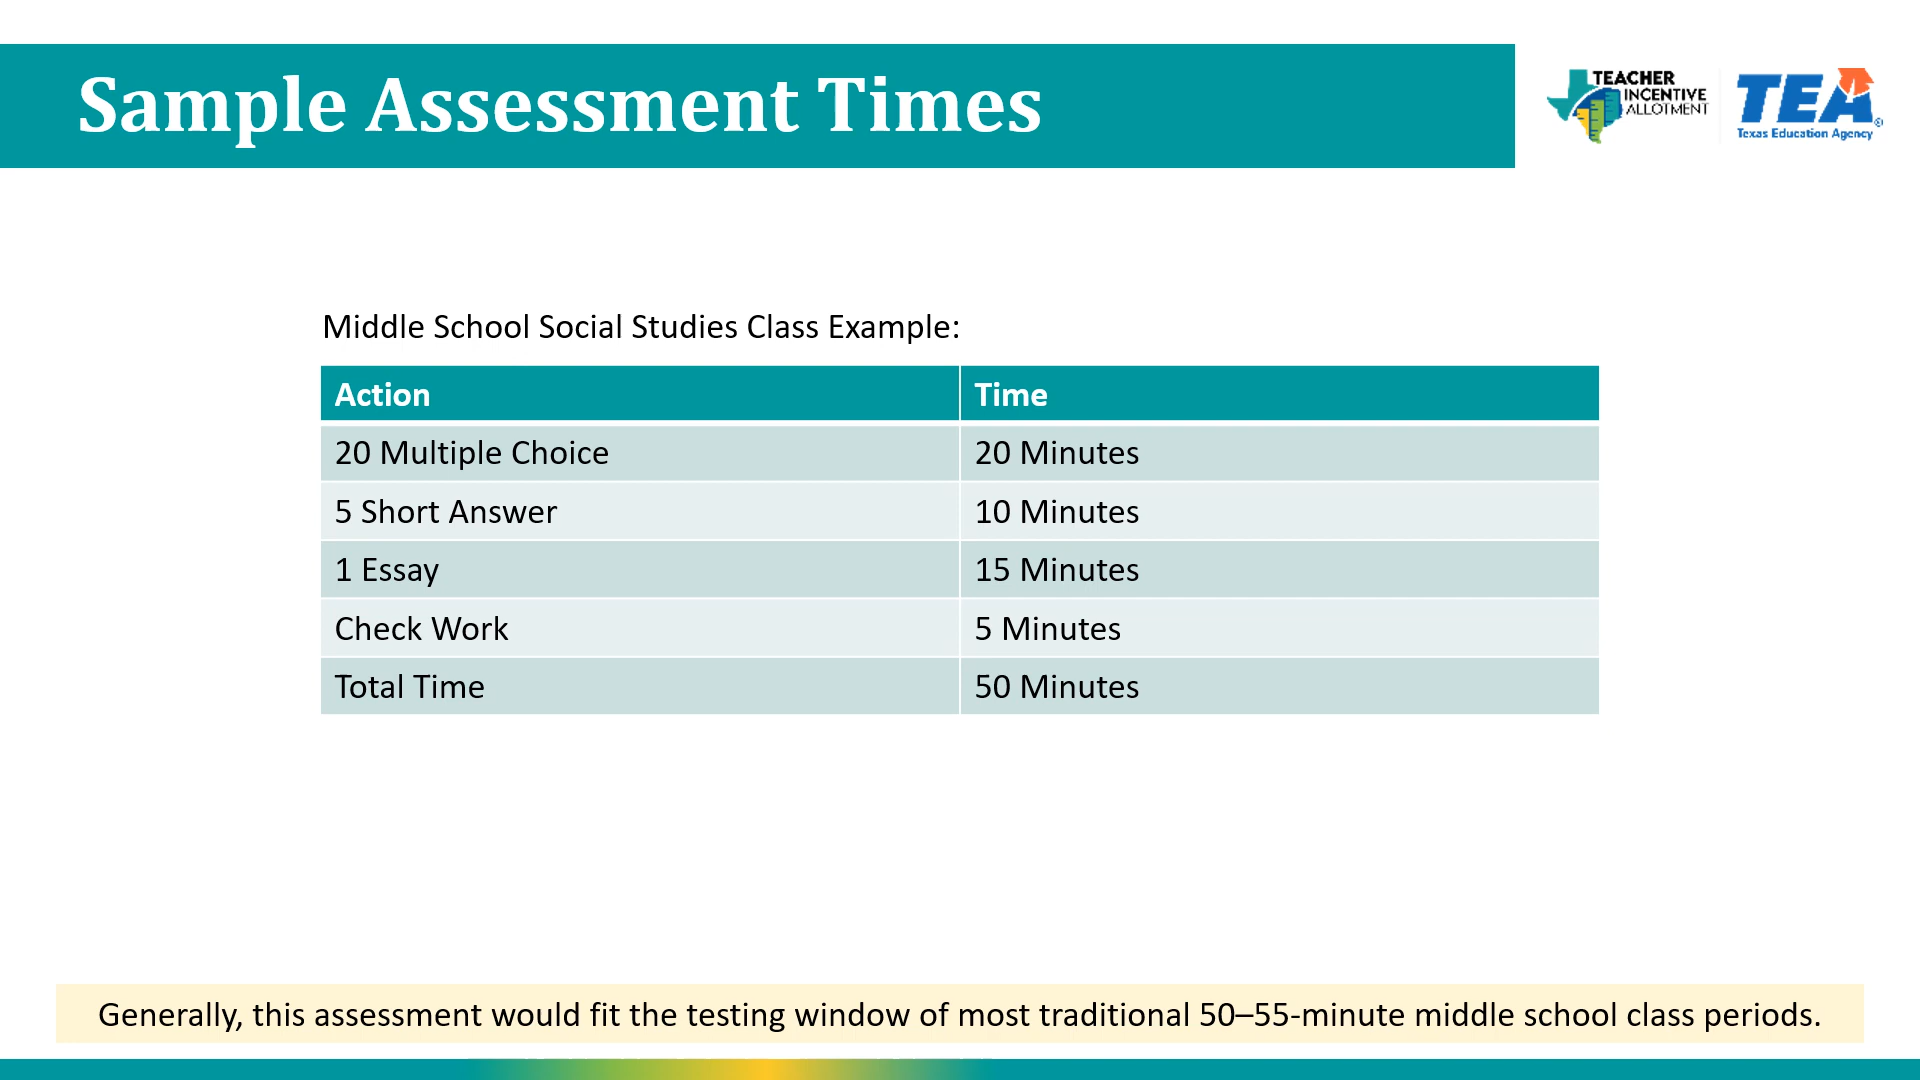 Sample Assessment Times
TEACHER
INCENTIVE
ALLOTMENT
TEA®
Texas Education Agency
Middle School Social Studies Class Example:
Action Time
20 Multiple Choice 20 Minutes
5 Short Answer 10 Minutes
1 Essay 15 Minutes
Check Work 5 Minutes
Total Time 50 Minutes
Generally, this assessment would fit the testing window of most traditional 50–55-minute middle school class periods.